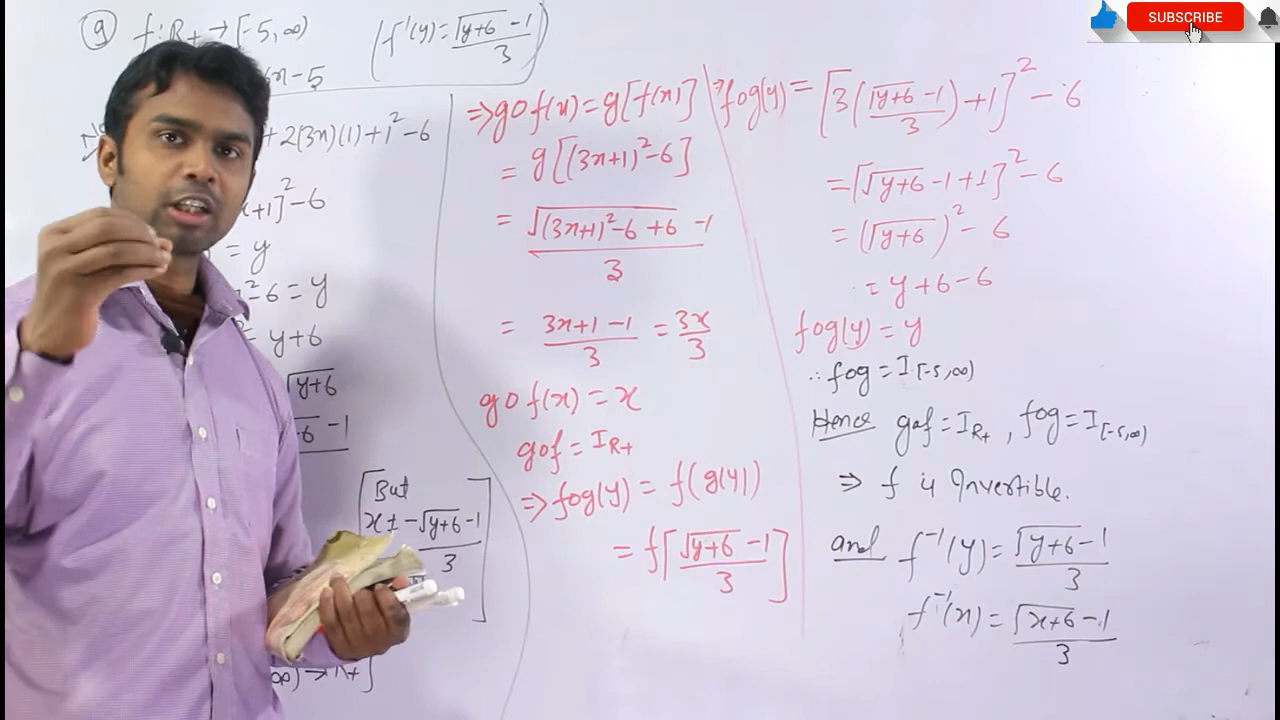 9 f: R+ → [-5, ∞) (f⁻¹(y) = √(y+6) - 1 / 3)
6x - 5
+ 2(3x)(1) + 1² - 6
x+1]² - 6
= y
² - 6 = y
= y+6
√y+6
6 - 1
But
x ≠ -√(y+6) - 1 / 3
∞) → R+]
⇒ gof(x) = g[f(x)]
= g[(3x+1)² - 6]
= √((3x+1)² - 6 + 6) - 1 / 3
= 3x+1-1 / 3 = 3x / 3
gof(x) = x
gof = I R+
⇒ fog(y) = f(g(y))
= f[√(y+6) - 1 / 3]
⇒ fog(y) = [3(√(y+6) - 1 / 3) + 1]² - 6
= [√(y+6) - 1 + 1]² - 6
= (√(y+6))² - 6
= y + 6 - 6
fog(y) = y
∴ fog = I [-5, ∞)
Hence gof = I R+, fog = I [-5, ∞)
⇒ f is invertible.
and f⁻¹(y) = √(y+6) - 1 / 3
f⁻¹(x) = √(x+6) - 1 / 3
SUBSCRIBE